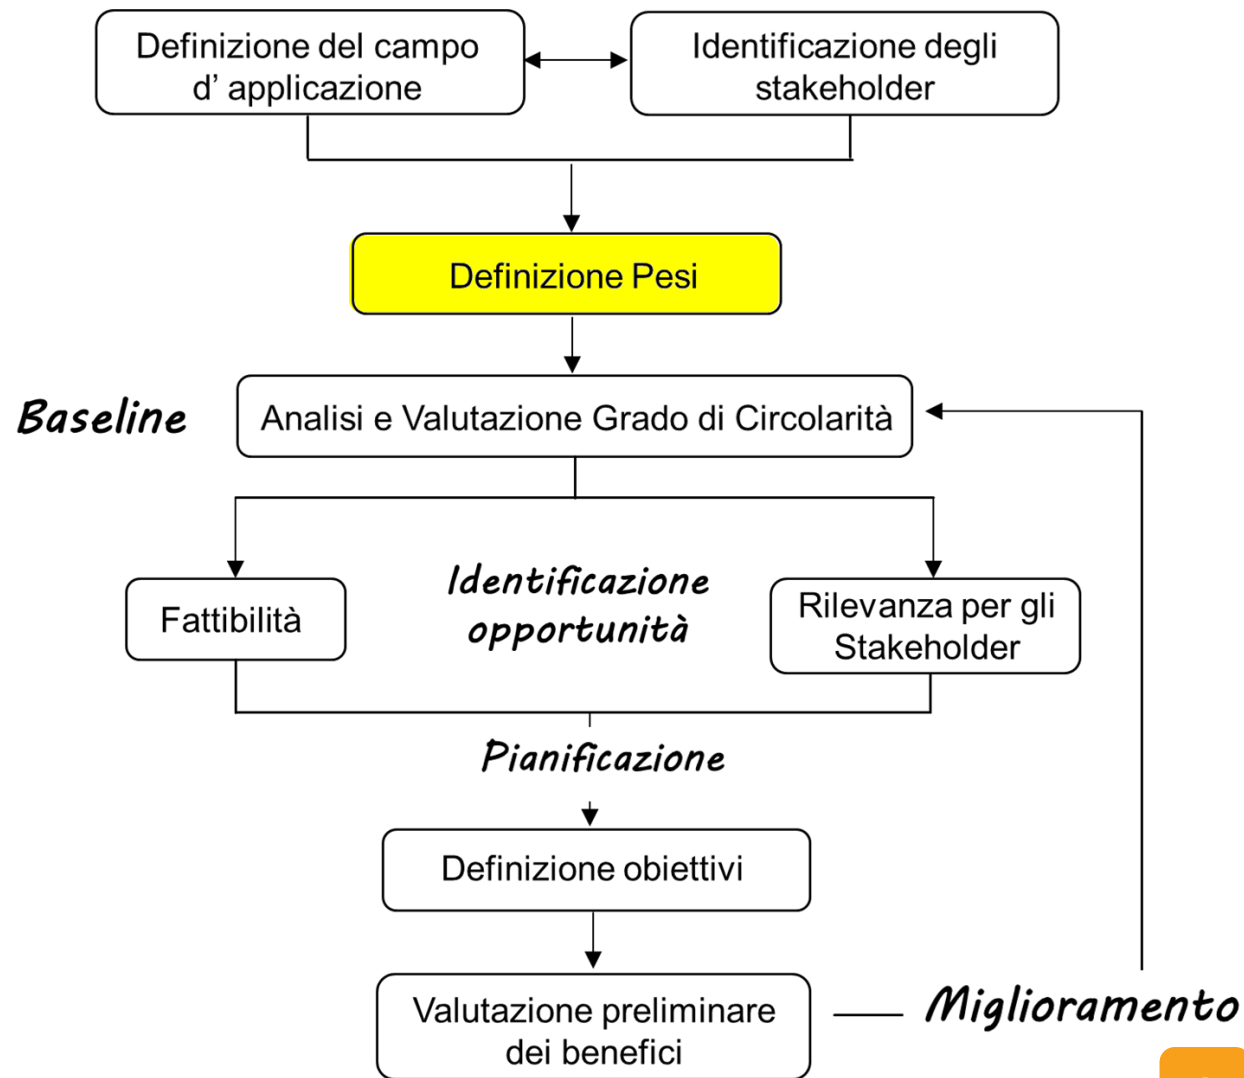 Definizione del campo
d' applicazione
Identificazione degli
stakeholder
Definizione Pesi
Baseline
Analisi e Valutazione Grado di Circolarità
Fattibilità
Identificazione
opportunità
Rilevanza per gli
Stakeholder
Pianificazione
Definizione obiettivi
Valutazione preliminare
dei benefici
Miglioramento